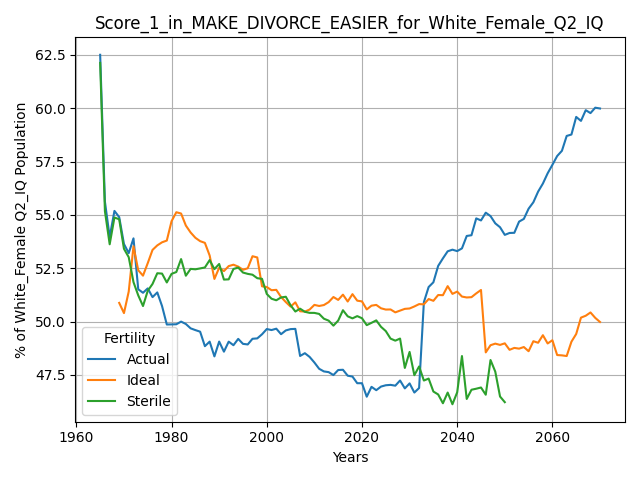 Score_1_in_MAKE_DIVORCE_EASIER_for_White_Female_Q2_IQ
% of White_Female Q2_IQ Population
62.5
60.0
57.5
55.0
52.5
50.0
47.5
Fertility
Actual
Ideal
Sterile
1960 1980 2000 2020 2040 2060
Years